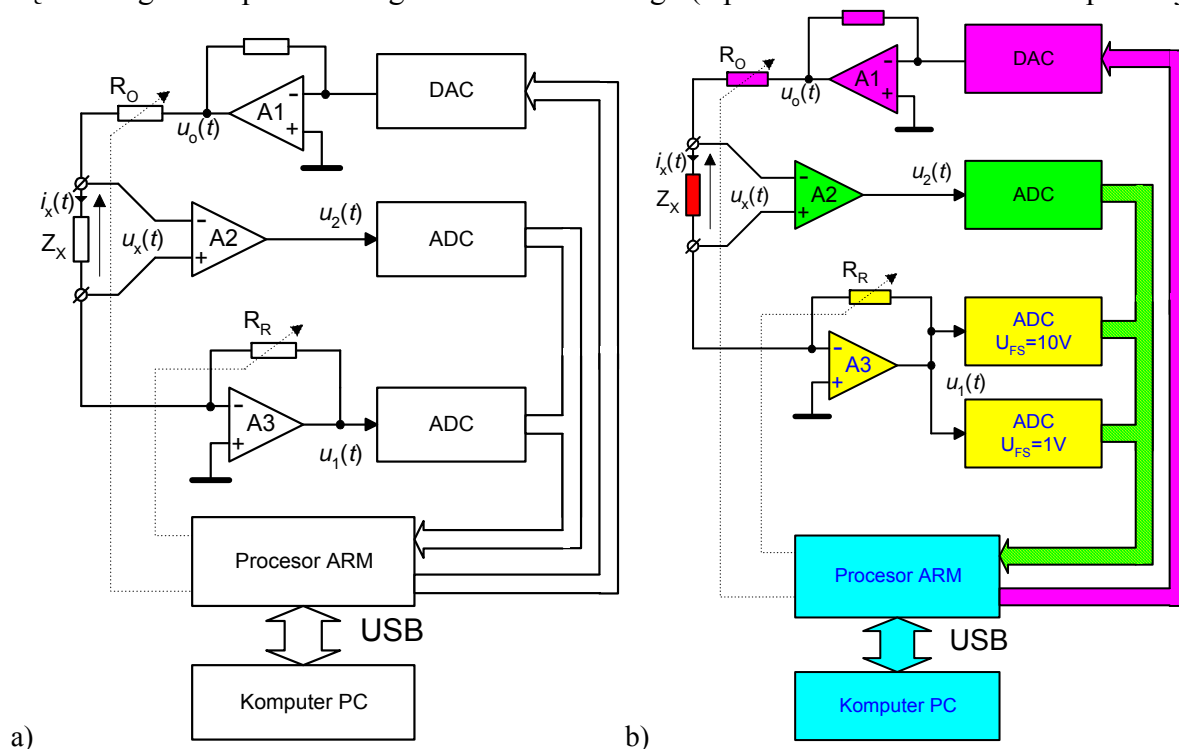 DAC
A1
-
+
R_O
u_o(t)
i_x(t)
Z_X
u_x(t)
-
+
A2
u_2(t)
ADC
R_R
-
+
A3
u_1(t)
ADC
Procesor ARM
USB
Komputer PC
a)
DAC
A1
-
+
R_O
u_o(t)
i_x(t)
Z_X
u_x(t)
-
+
A2
u_2(t)
ADC
R_R
-
+
A3
ADC
U_FS=10V
u_1(t)
ADC
U_FS=1V
Procesor ARM
USB
Komputer PC
b)